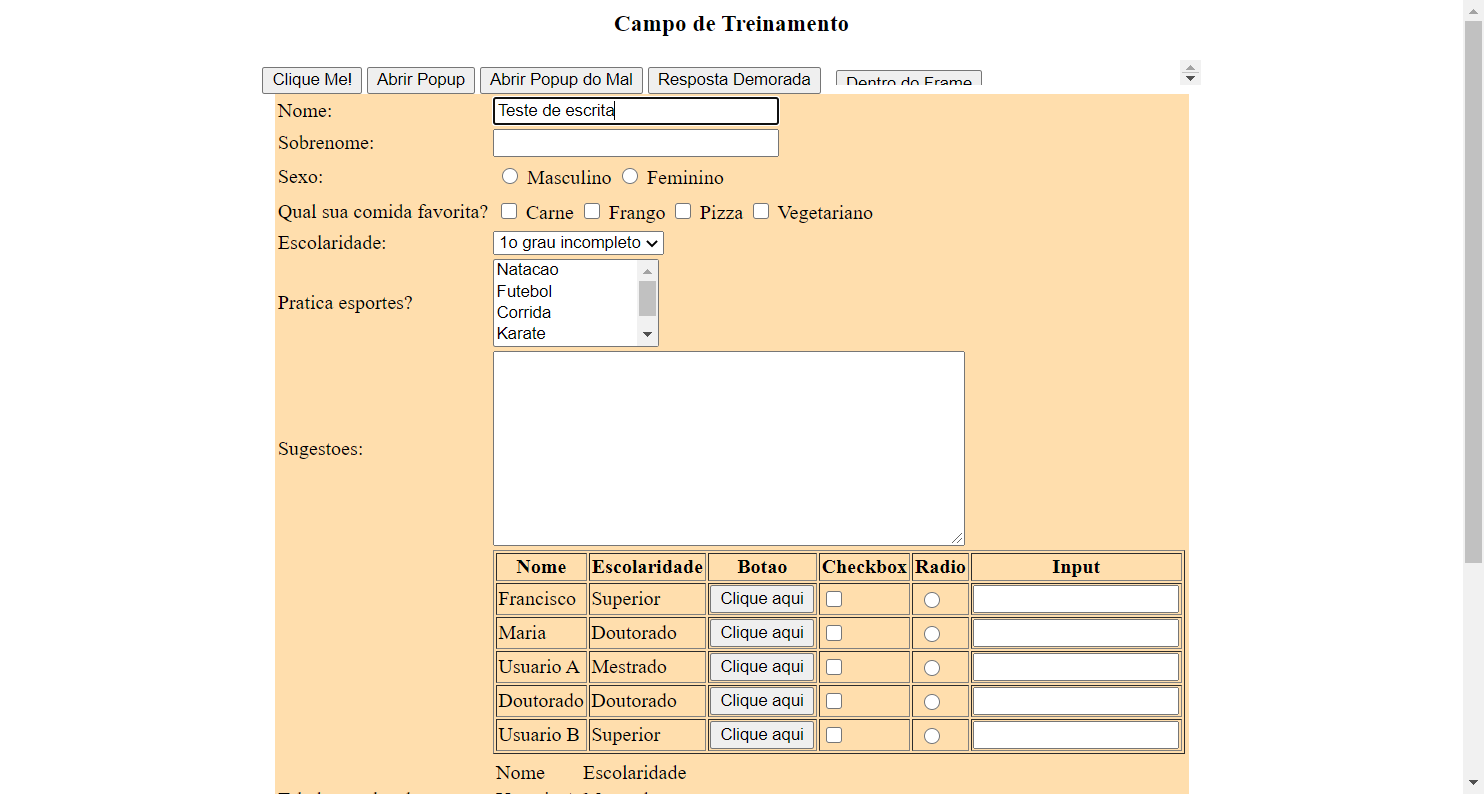 Campo de Treinamento
Clique Me! Abrir Popup Abrir Popup do Mal Resposta Demorada Dentro do Frame
Nome: Teste de escrita
Sobrenome:
Sexo: Masculino Feminino
Qual sua comida favorita? Carne Frango Pizza Vegetariano
Escolaridade: 1o grau incompleto
Natacao
Futebol
Pratica esportes?
Corrida
Karate
Sugestoes:
Nome Escolaridade Botao Checkbox Radio Input
Francisco Superior Clique aqui
Maria Doutorado Clique aqui
Usuario A Mestrado Clique aqui
Doutorado Doutorado Clique aqui
Usuario B Superior Clique aqui
Nome Escolaridade